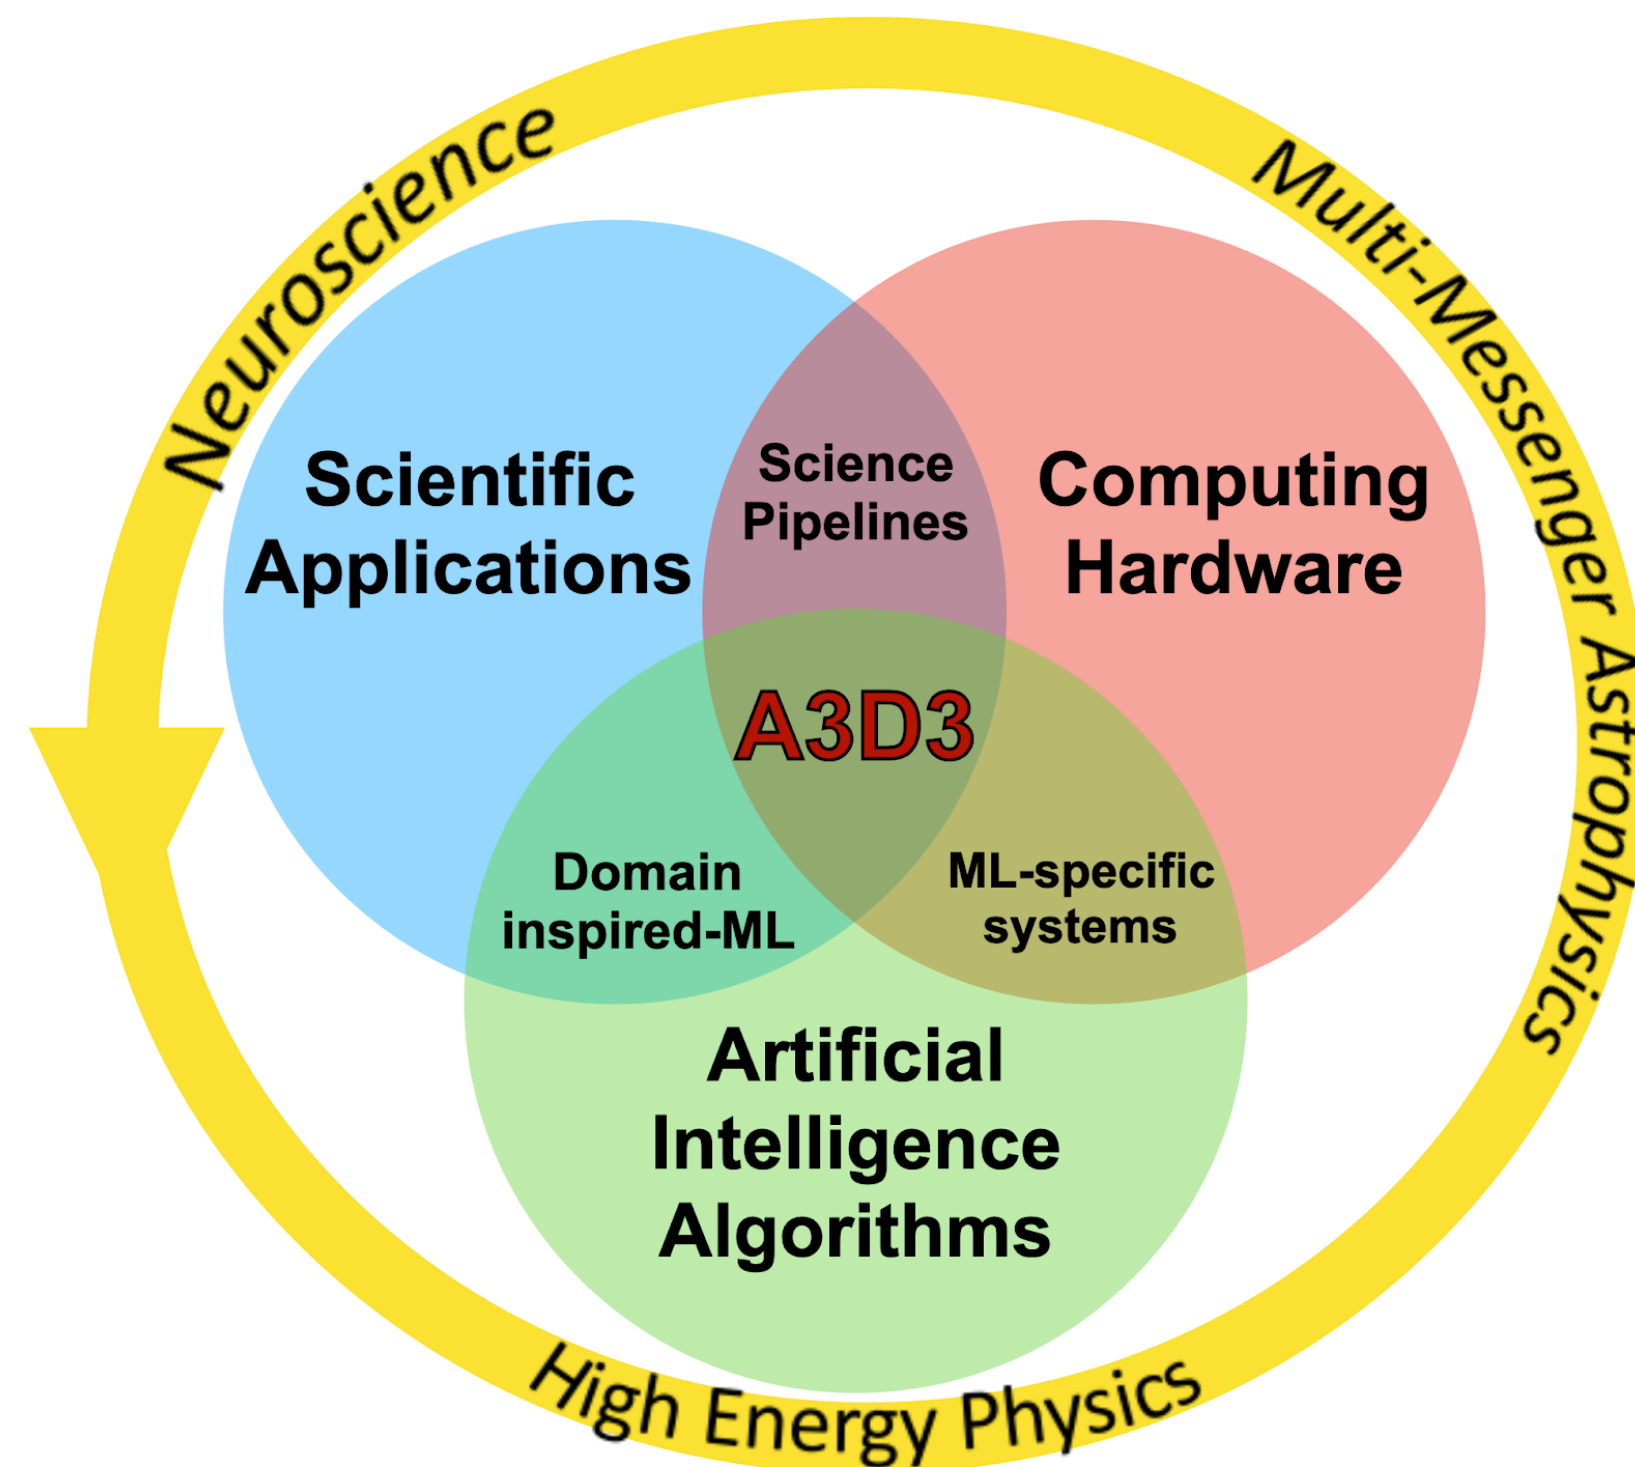 Neuroscience
Multi-Messenger Astrophysics
Scientific
Applications
Science
Pipelines
Computing
Hardware
A3D3
Domain
inspired-ML
ML-specific
systems
Artificial
Intelligence
Algorithms
High Energy Physics